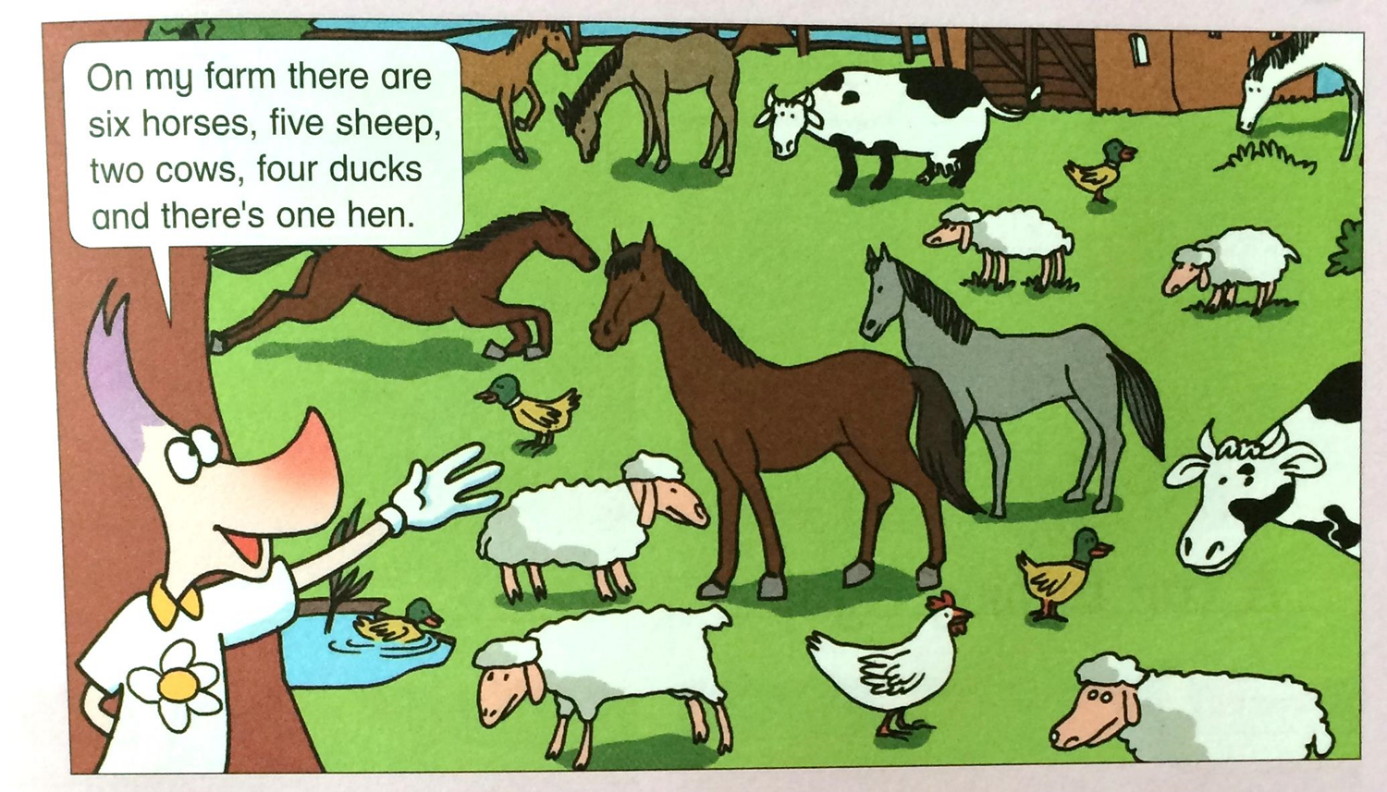 On my farm there are
six horses, five sheep,
two cows, four ducks
and there's one hen.